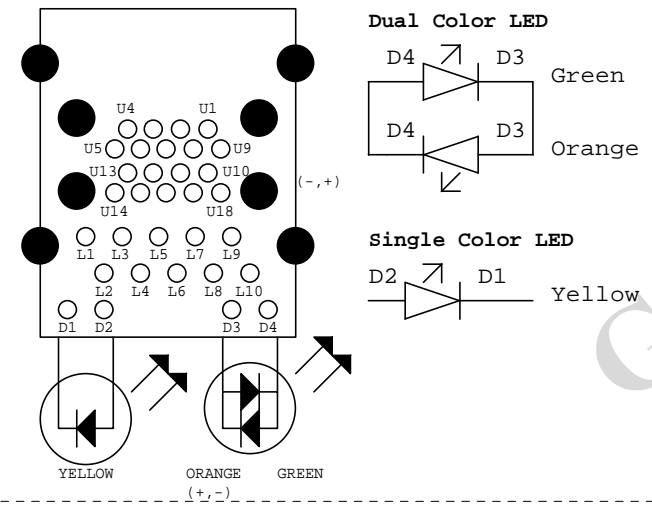 Dual Color LED
D4 D3
Green
D4 D3
Orange
Single Color LED
D2 D1
Yellow
U4 U1
U5 U9
U13 U10
(-,+)
U14 U18
L1 L3 L5 L7 L9
L2 L4 L6 L8 L10
D1 D2 D3 D4
YELLOW ORANGE GREEN
(+,-)